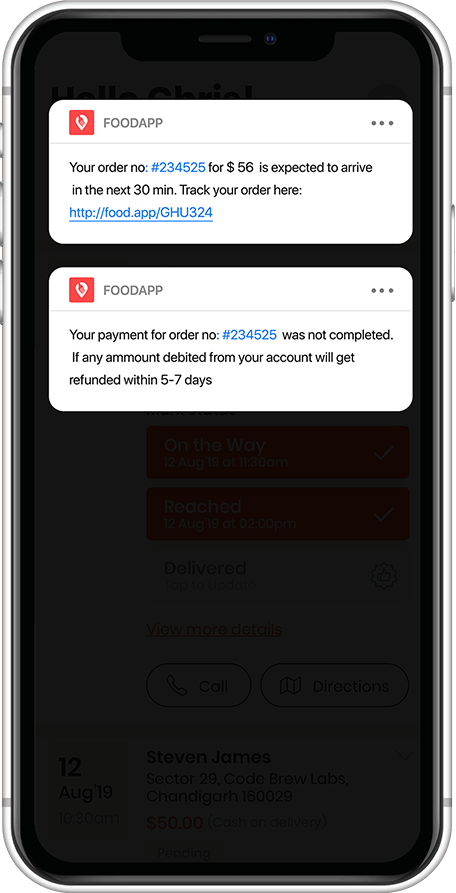 Hello Chris!
FOODAPP
Your order no: #234525 for $ 56 is expected to arrive
in the next 30 min. Track your order here:
http://food.app/GHU324
FOODAPP
Your payment for order no: #234525 was not completed.
If any ammount debited from your account will get
refunded within 5-7 days
Mark Status
On the Way
12 Aug'19 at 11:30am
Reached
12 Aug'19 at 02:00pm
Delivered
Tap to Update
View more details
Call
Directions
12
Aug'19
10:30am
Steven James
Sector 29, Code Brew Labs,
Chandigarh 160029
$50.00 (Cash on delivery)
Pending